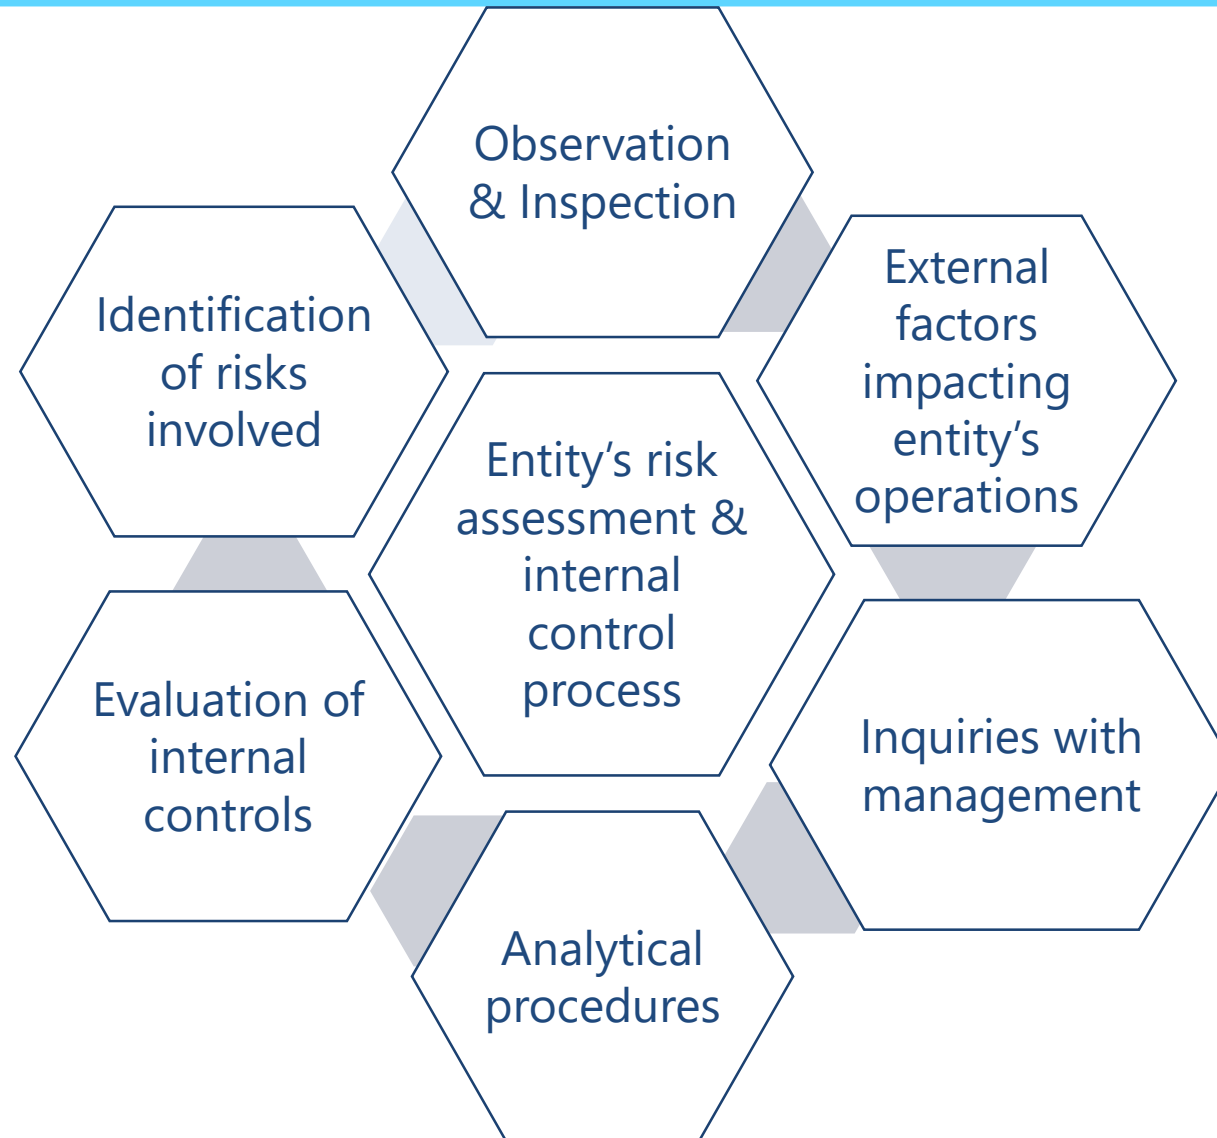 Observation
& Inspection
External
factors
impacting
entity's
operations
Identification
of risks
involved
Entity's risk
assessment &
internal
control
process
Evaluation of
internal
controls
Inquiries with
management
Analytical
procedures